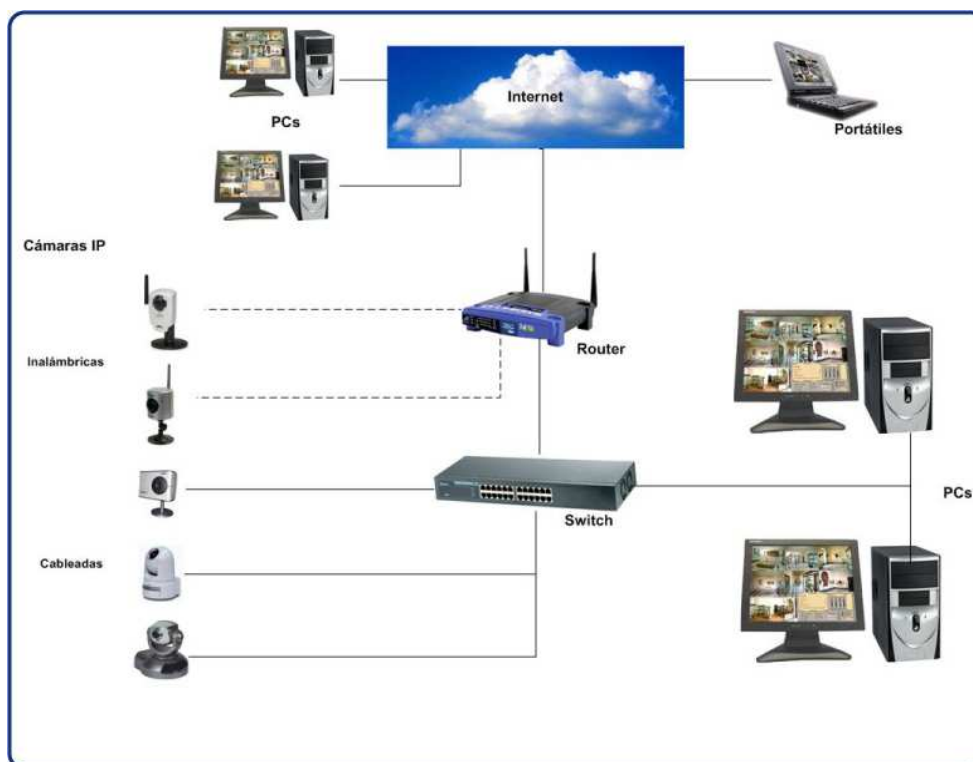 Internet
PCs
Portátiles
Cámaras IP
Router
Inalámbricas
PCs
Switch
Cableadas